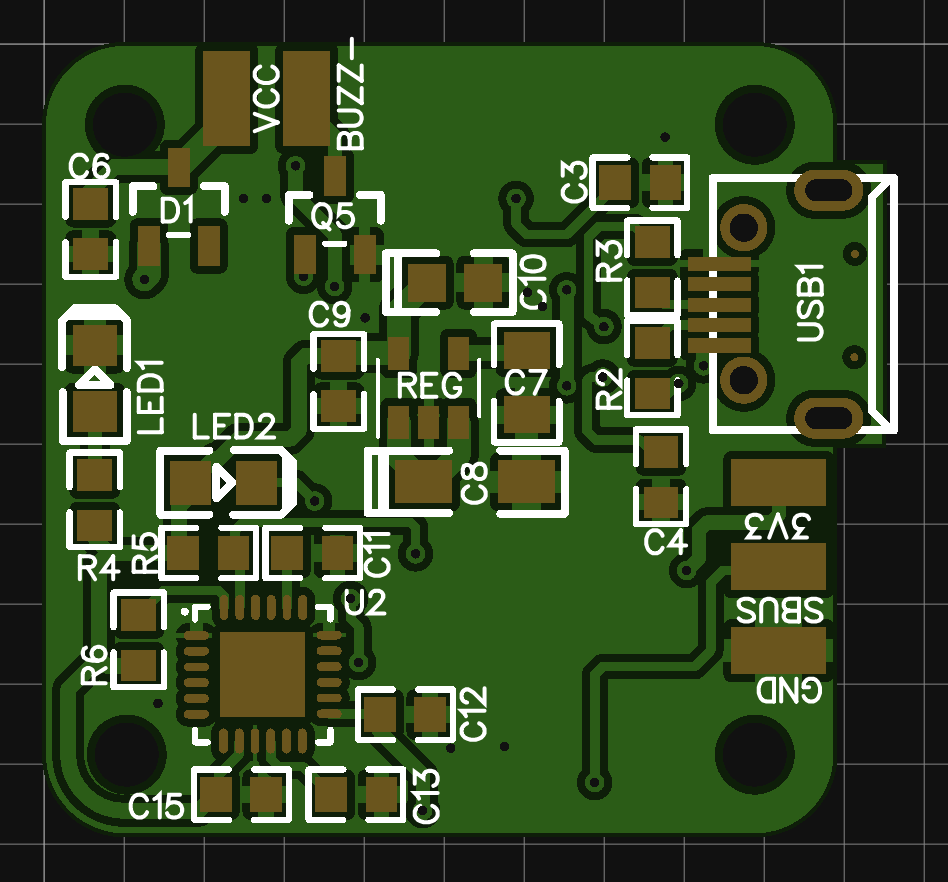 VCC
BUZZ-
C6
D1
Q5
C3
R3
C10
USB1
C9
LED1
REG
C7
R2
LED2
C8
3V3
C4
R4
R5
C11
SBUS
U2
R6
GND
C12
C15
C13